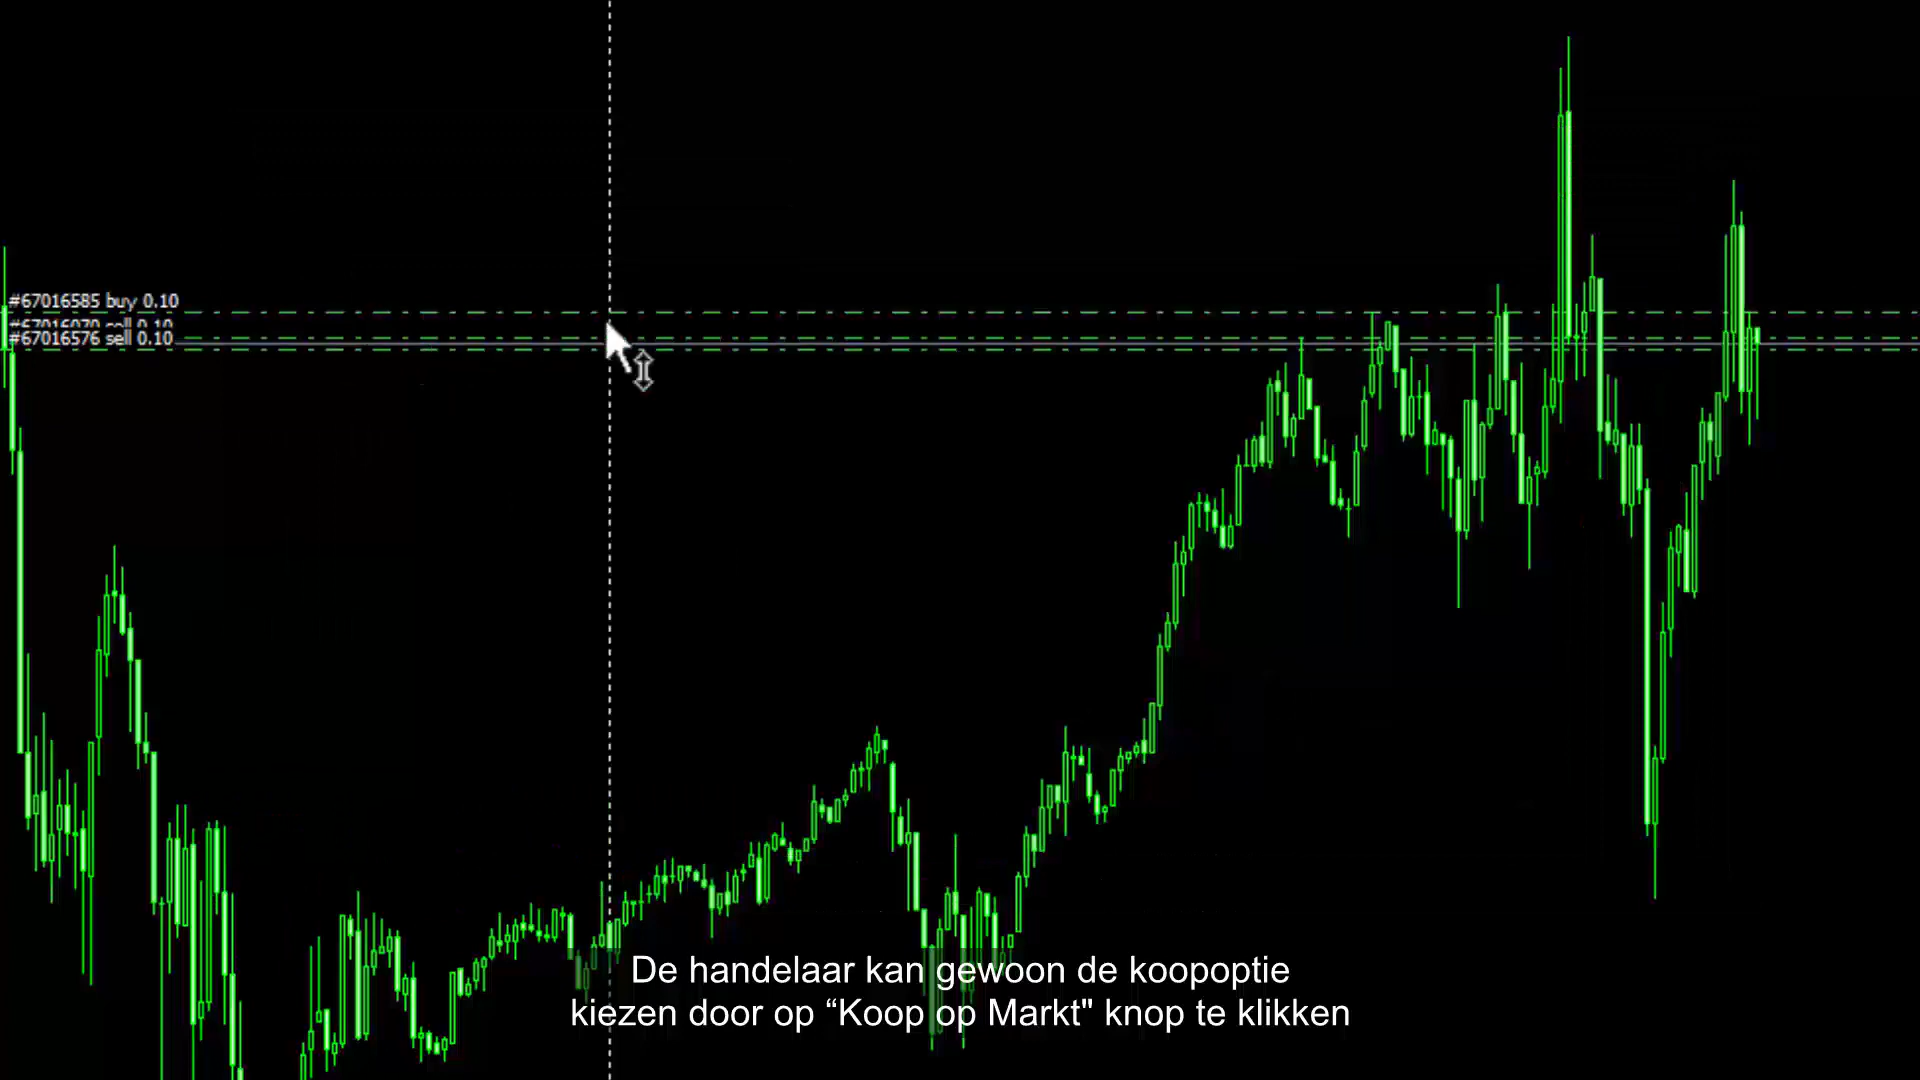 #67016585 buy 0.10
#67016576 sell 0.10
De handelaar kan gewoon de koopoptie
kiezen door op “Koop op Markt" knop te klikken